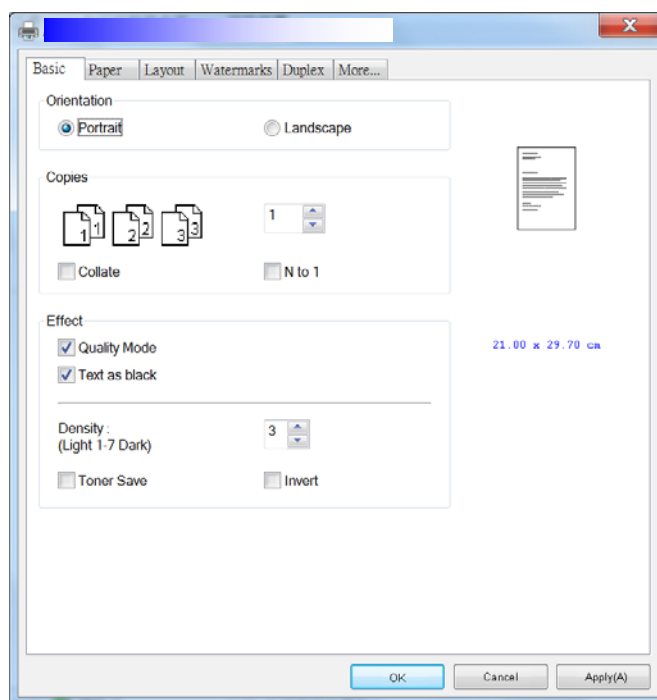 Basic Paper Layout Watermarks Duplex More...
Orientation
Portrait Landscape
Copies
1 1 2 2 3 3 1
Collate N to 1
Effect
Quality Mode 21.00 x 29.70 cm
Text as black
Density : 3
(Light 1-7 Dark)
Toner Save Invert
OK Cancel Apply(A)